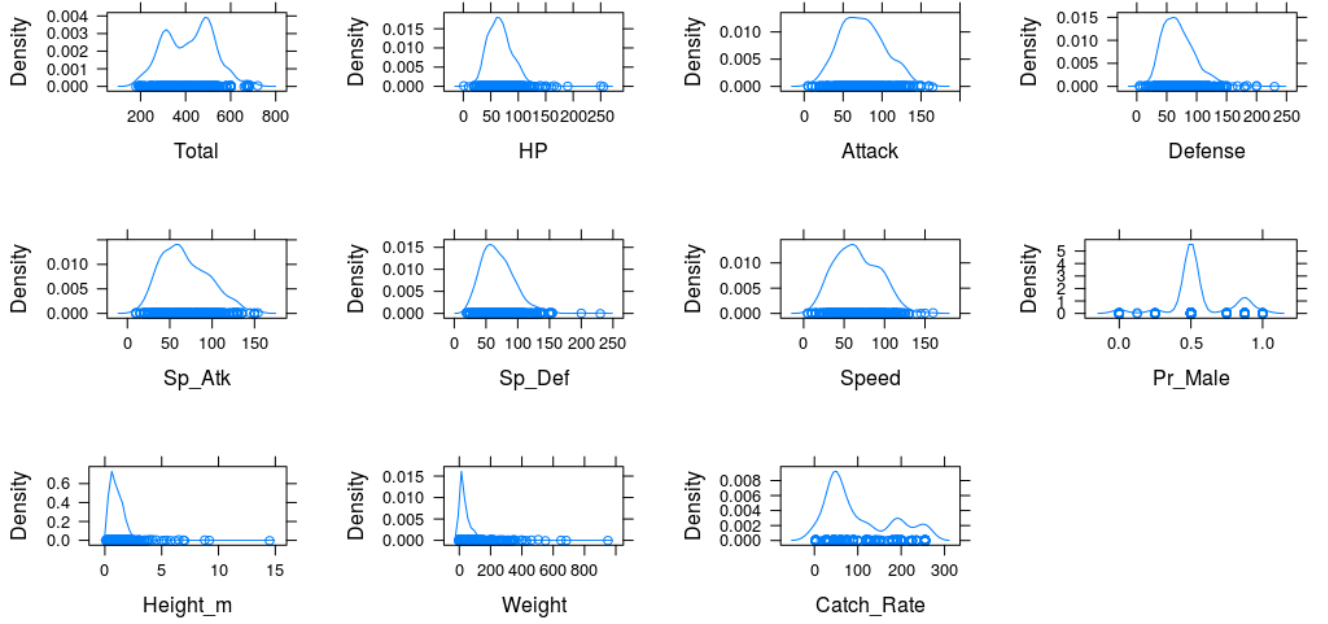 Density
0.004
0.003
0.002
0.001
0.000
200 400 600 800
Total
Density
0.015
0.010
0.005
0.000
0 50 100 150 200 250
HP
Density
0.010
0.005
0.000
0 50 100 150
Attack
Density
0.015
0.010
0.005
0.000
0 50 100 150 200 250
Defense
Density
0.010
0.005
0.000
0 50 100 150
Sp_Atk
Density
0.015
0.010
0.005
0.000
0 50 100 150 200 250
Sp_Def
Density
0.010
0.005
0.000
0 50 100 150
Speed
Density
5
4
3
2
1
0
0.0 0.5 1.0
Pr_Male
Density
0.6
0.4
0.2
0.0
0 5 10 15
Height_m
Density
0.015
0.010
0.005
0.000
0 200 400 600 800
Weight
Density
0.008
0.006
0.004
0.002
0.000
0 100 200 300
Catch_Rate